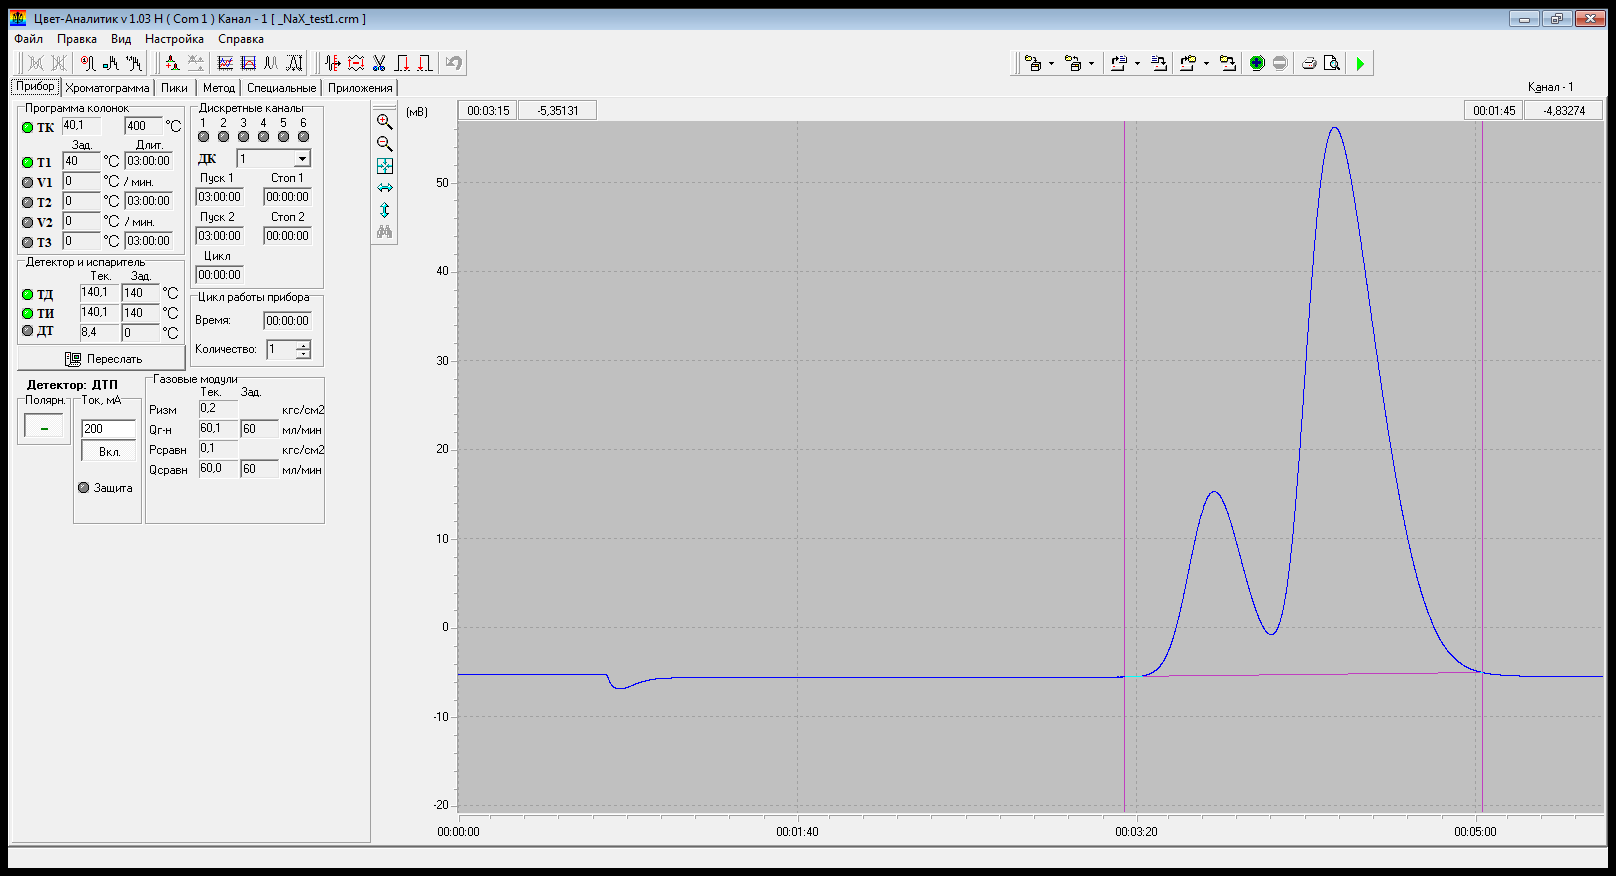 Цвет-Аналитик v 1.03 Н ( Com 1 ) Канал - 1 [ _NaX_test1.crm ]
Файл Правка Вид Настройка Справка
Прибор Хроматограмма Пики Метод Специальные Приложения
Канал - 1
Программа колонок
ТК 40,1 400 °C
Зад. Длит.
Т1 40 °C 03:00:00
V1 0 °C / мин.
Т2 0 °C 03:00:00
V2 0 °C / мин.
Т3 0 °C 03:00:00
Детектор и испаритель
Тек. Зад.
ТД 140,1 140 °C
ТИ 140,1 140 °C
ДТ 8,4 0 °C
Переслать
Дискретные каналы
1 2 3 4 5 6
ДК 1
Пуск 1 Стоп 1
03:00:00 00:00:00
Пуск 2 Стоп 2
03:00:00 00:00:00
Цикл
00:00:00
Цикл работы прибора
Время: 00:00:00
Количество: 1
Детектор: ДТП
Полярн.
–
Ток, мА
200
Вкл.
Защита
Газовые модули
Тек. Зад.
Ризм 0,2 кгс/см2
Qг-н 60,1 60 мл/мин
Рсравн 0,1 кгс/см2
Qсравн 60,0 60 мл/мин
(мВ)
00:03:15 -5,35131
00:01:45 -4,83274
50
40
30
20
10
0
-10
-20
00:00:00 00:01:40 00:03:20 00:05:00